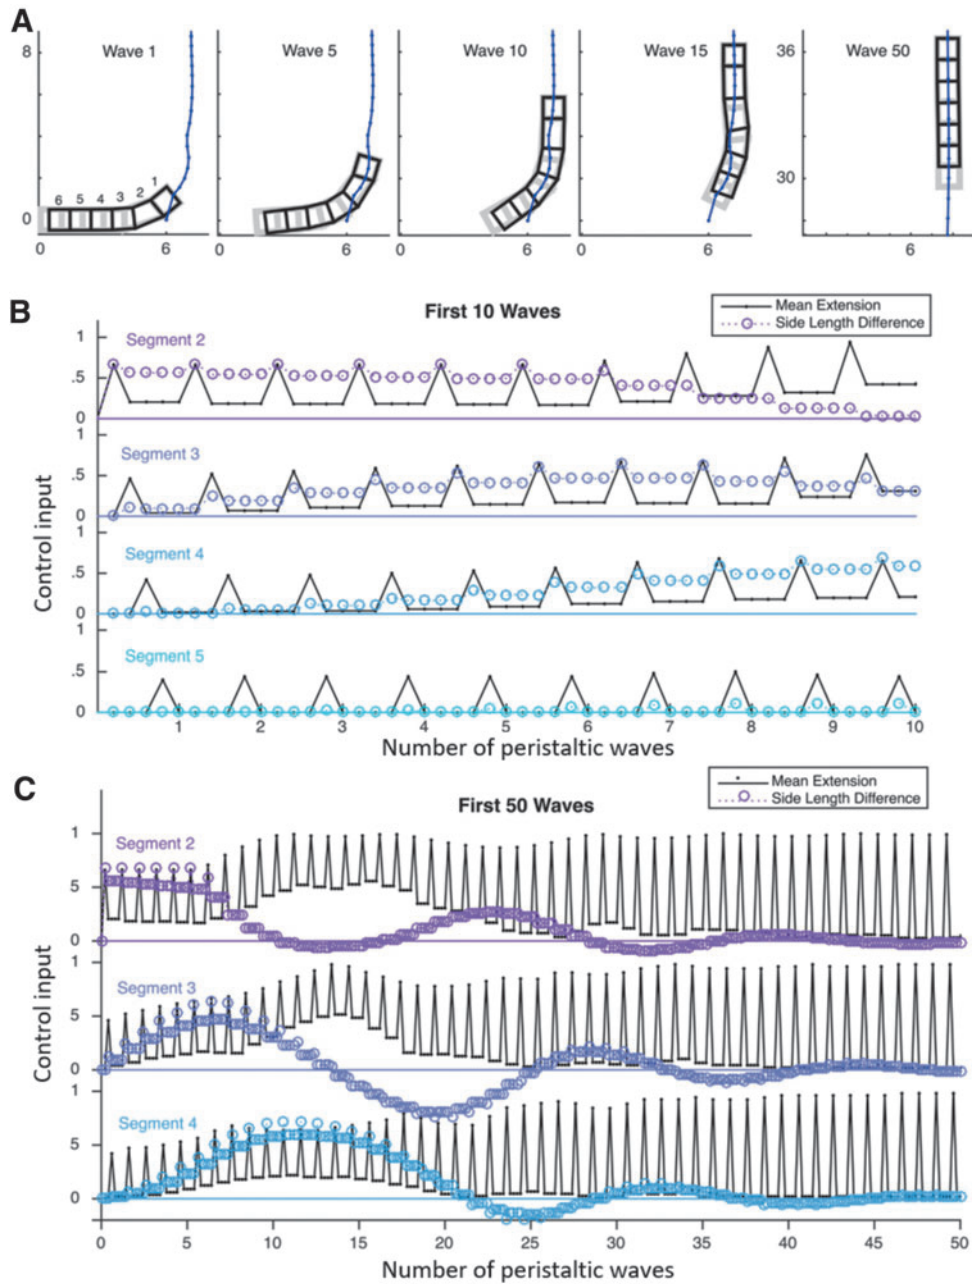 A
Wave 1 Wave 5 Wave 10 Wave 15 Wave 50
8 36
6 5 4 3 2 1
30
0
0 6 0 6 0 6 0 6 6
B
First 10 Waves
Mean Extension
Side Length Difference
1
Segment 2
.5
0
1
Segment 3
.5
0
1
Segment 4
.5
0
1
Segment 5
.5
0
Control input
1 2 3 4 5 6 7 8 9 10
Number of peristaltic waves
C
First 50 Waves
Mean Extension
Side Length Difference
1
Segment 2
5
0
1
Segment 3
5
0
1
Segment 4
5
0
Control input
0 5 10 15 20 25 30 35 40 45 50
Number of peristaltic waves